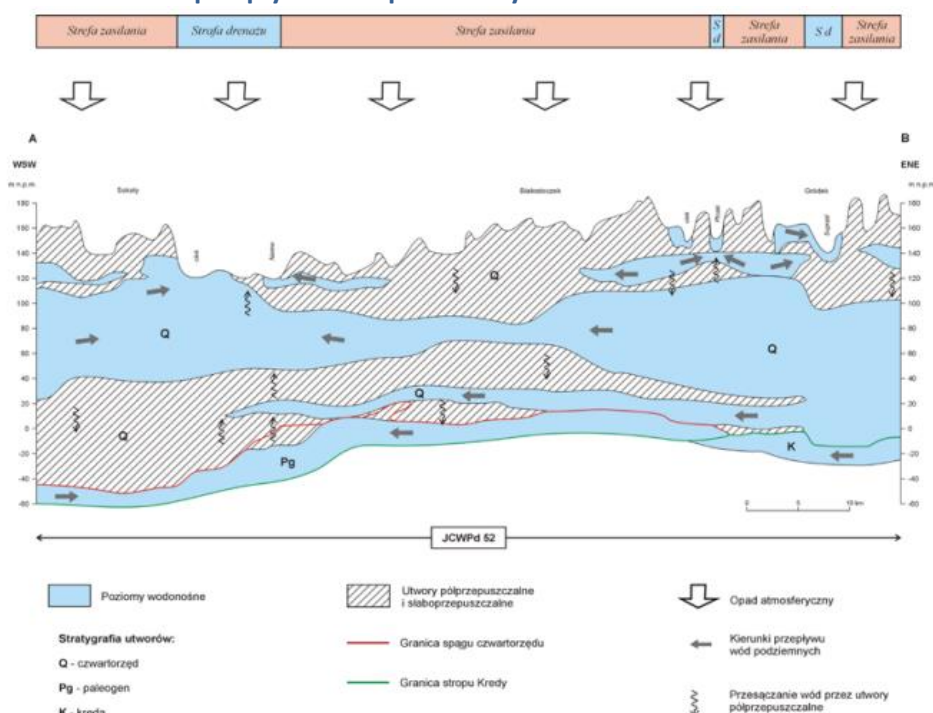 Strefa zasilania
Strafa drenażu
Strefa zasilania
S
d
Strefa
zasilania
S d
Strefa
zasilania
A
B
WSW
ENE
m n.p.m.
m n.p.m.
Sokoły
Białostoczek
Gródek
Narew
180
160
140
120
100
80
60
40
20
0
-20
-40
-60
180
160
140
120
100
80
60
40
20
0
-20
-40
-60
Q
Q
Q
Q
Q
Pg
K
0
5
10 km
JCWPd 52
Poziomy wodonośne
Utwory półprzepuszczalne
i słaboprzepuszczalne
Opad atmosferyczny
Stratygrafia utworów:
Granica spągu czwartorzędu
Kierunki przepływu
wód podziemnych
Q - czwartorzęd
Pg - paleogen
Granica stropu Kredy
Przesączanie wód przez utwory
półprzepuszczalne
K - kreda